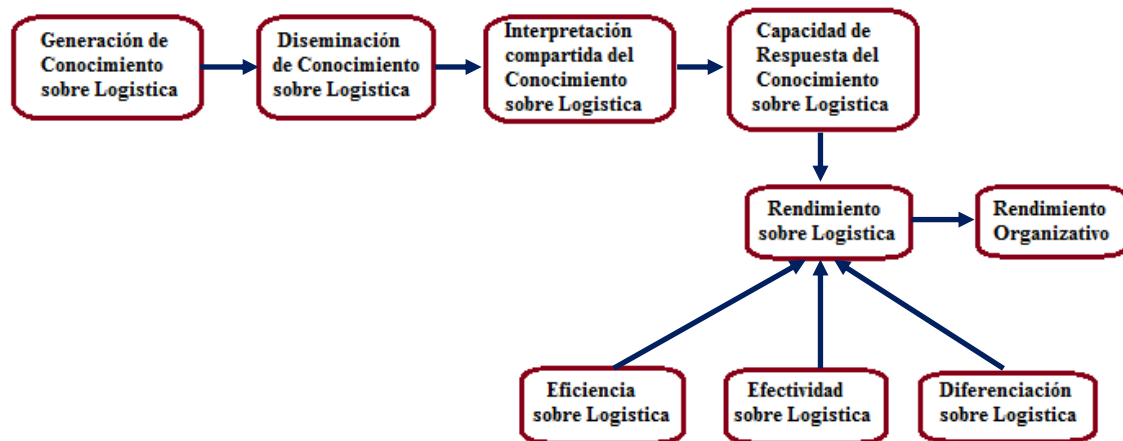 Generación de
Conocimiento
sobre Logistica
Diseminación
de Conocimiento
sobre Logistica
Interpretación
compartida del
Conocimiento
sobre Logistica
Capacidad de
Respuesta del
Conocimiento
sobre Logistica
Rendimiento
sobre Logistica
Rendimiento
Organizativo
Eficiencia
sobre Logistica
Efectividad
sobre Logistica
Diferenciación
sobre Logistica